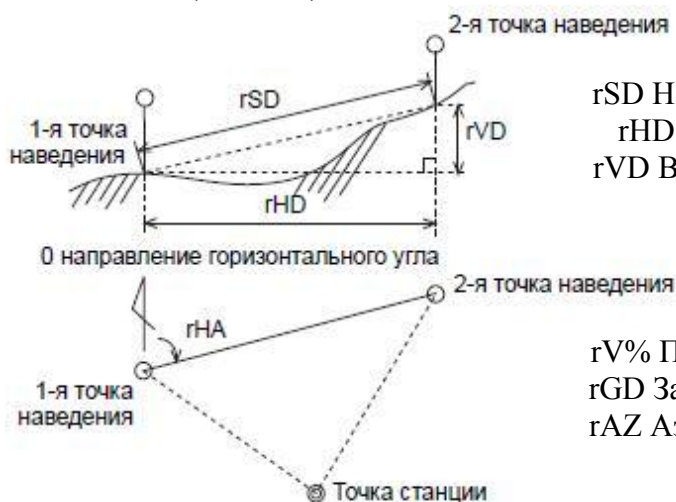 2-я точка наведения
rSD
1-я точка
наведения
rVD
rHD
rSD
rHD
rVD
0 направление горизонтального угла
2-я точка наведения
rHA
1-я точка
наведения
rV%
rGD
rAZ
Точка станции